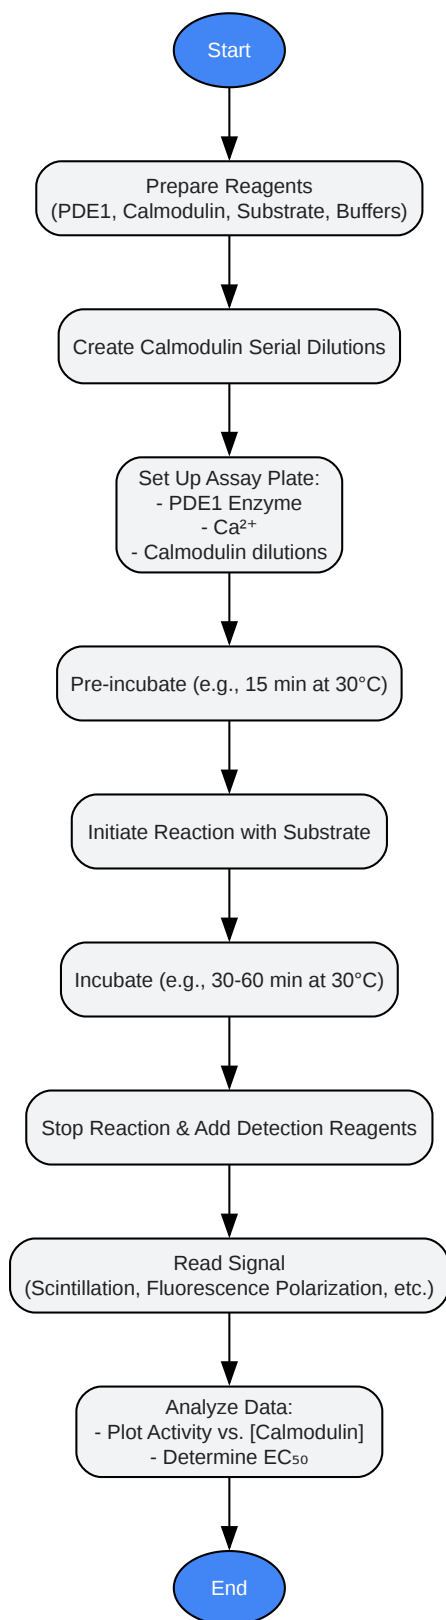 Start
Prepare Reagents
(PDE1, Calmodulin, Substrate, Buffers)
Create Calmodulin Serial Dilutions
Set Up Assay Plate:
- PDE1 Enzyme
- Ca²⁺
- Calmodulin dilutions
Pre-incubate (e.g., 15 min at 30°C)
Initiate Reaction with Substrate
Incubate (e.g., 30-60 min at 30°C)
Stop Reaction & Add Detection Reagents
Read Signal
(Scintillation, Fluorescence Polarization, etc.)
Analyze Data:
- Plot Activity vs. [Calmodulin]
- Determine EC₅₀
End